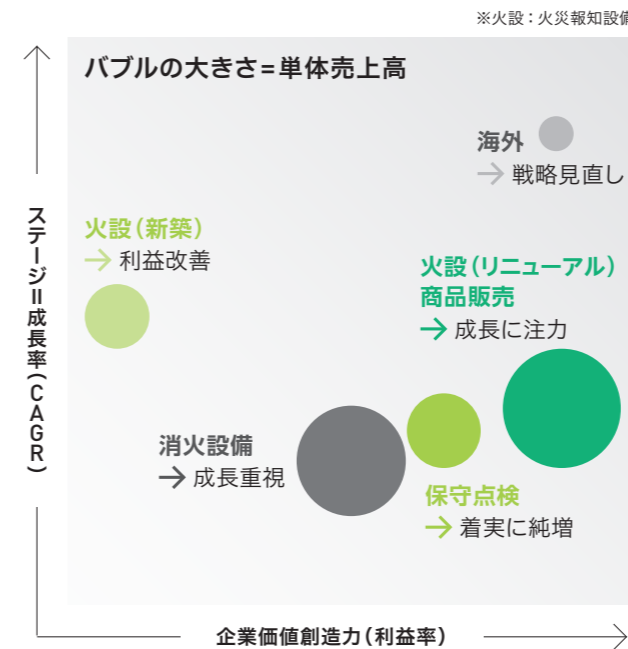 ※火設：火災報知設備
バブルの大きさ=単体売上高
海外
→ 戦略見直し
火設（新築）
→ 利益改善
火設（リニューアル）
商品販売
→ 成長に注力
消火設備
→ 成長重視
保守点検
→ 着実に純増
ステージⅡ成長率（CAGR）
企業価値創造力（利益率）